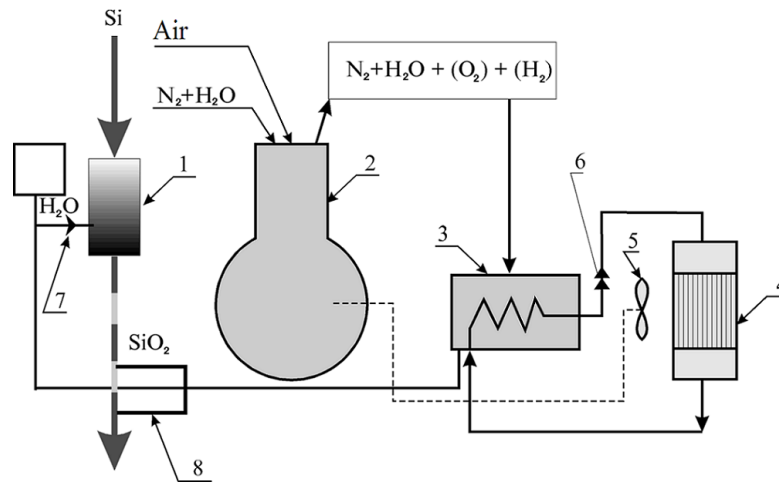 Si
Air
N₂+H₂O + (O₂) + (H₂)
N₂+H₂O
1
2
6
H₂O
3
5
4
7
SiO₂
8